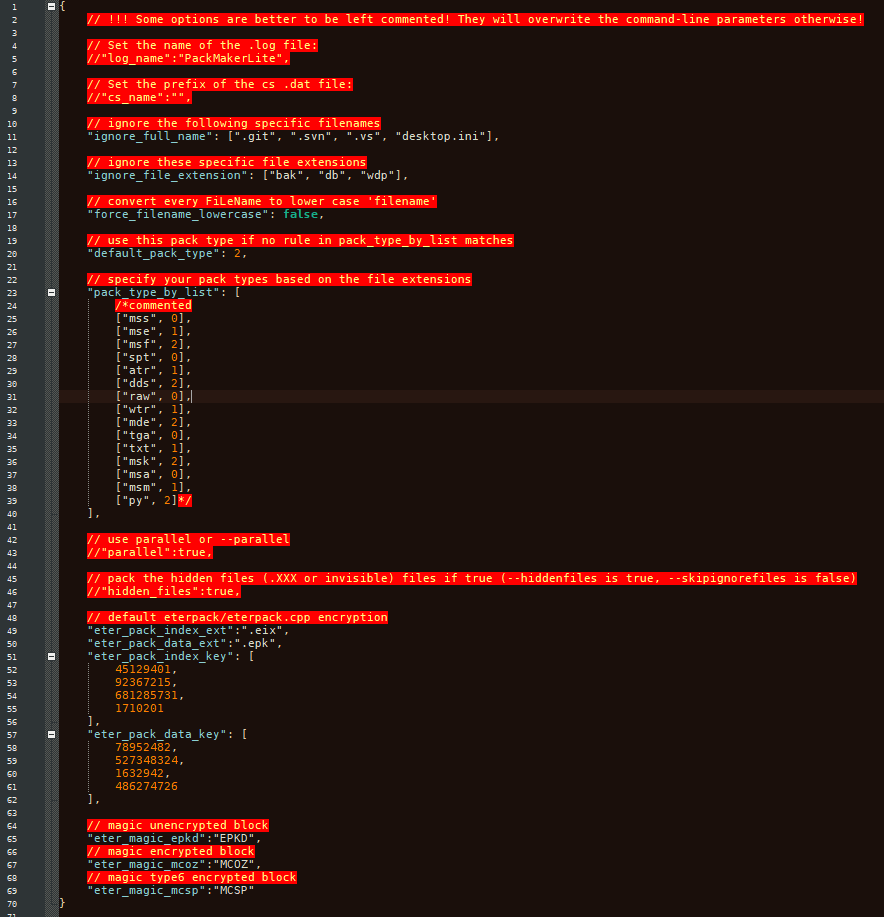 1 {
2 // !!! Some options are better to be left commented! They will overwrite the command-line parameters otherwise!
3
4 // Set the name of the .log file:
5 //"log_name":"PackMakerLite",
6
7 // Set the prefix of the cs .dat file:
8 //"cs_name":"",
9
10 // ignore the following specific filenames
11 "ignore_full_name": [".git", ".svn", ".vs", "desktop.ini"],
12
13 // ignore these specific file extensions
14 "ignore_file_extension": ["bak", "db", "wdp"],
15
16 // convert every FiLeName to lower case 'filename'
17 "force_filename_lowercase": false,
18
19 // use this pack type if no rule in pack_type_by_list matches
20 "default_pack_type": 2,
21
22 // specify your pack types based on the file extensions
23 "pack_type_by_list": [
24 /*commented
25 ["mss", 0],
26 ["mse", 1],
27 ["msf", 2],
28 ["spt", 0],
29 ["atr", 1],
30 ["dds", 2],
31 ["raw", 0],
32 ["wtr", 1],
33 ["mde", 2],
34 ["tga", 0],
35 ["txt", 1],
36 ["msk", 2],
37 ["msa", 0],
38 ["msm", 1],
39 ["py", 2]*/
40 ],
41
42 // use parallel or --parallel
43 //"parallel":true,
44
45 // pack the hidden files (.XXX or invisible) files if true (--hiddenfiles is true, --skipignorefiles is false)
46 //"hidden_files":true,
47
48 // default eterpack/eterpack.cpp encryption
49 "eter_pack_index_ext":".eix",
50 "eter_pack_data_ext":".epk",
51 "eter_pack_index_key": [
52 45129401,
53 92367215,
54 681285731,
55 1710201
56 ],
57 "eter_pack_data_key": [
58 78952482,
59 527348324,
60 1632942,
61 486274726
62 ],
63
64 // magic unencrypted block
65 "eter_magic_epkd":"EPKD",
66 // magic encrypted block
67 "eter_magic_mcoz":"MCOZ",
68 // magic type6 encrypted block
69 "eter_magic_mcsp":"MCSP"
70 }
71